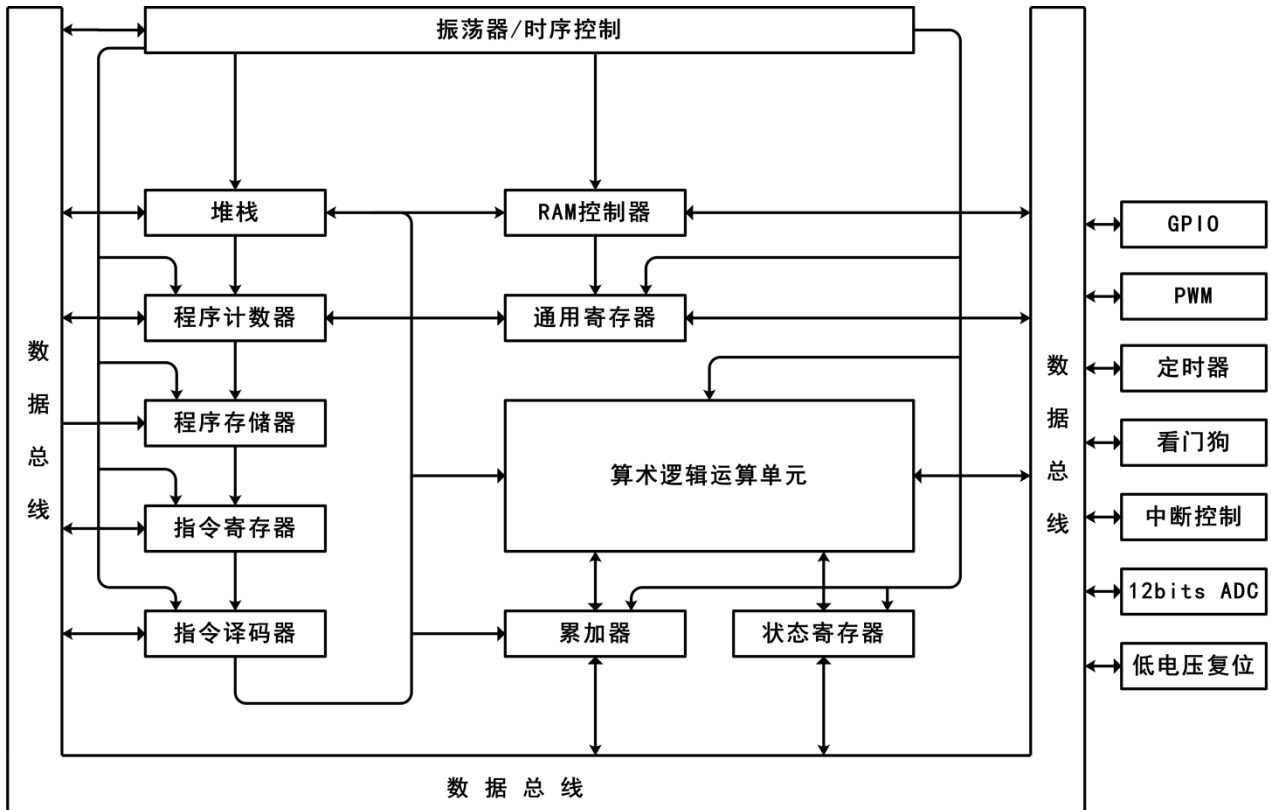 振荡器/时序控制
堆栈
RAM控制器
GPIO
PWM
程序计数器
通用寄存器
数据总线
数据总线
定时器
程序存储器
算术逻辑运算单元
看门狗
指令寄存器
中断控制
12bits ADC
指令译码器
累加器
状态寄存器
低电压复位
数据总线